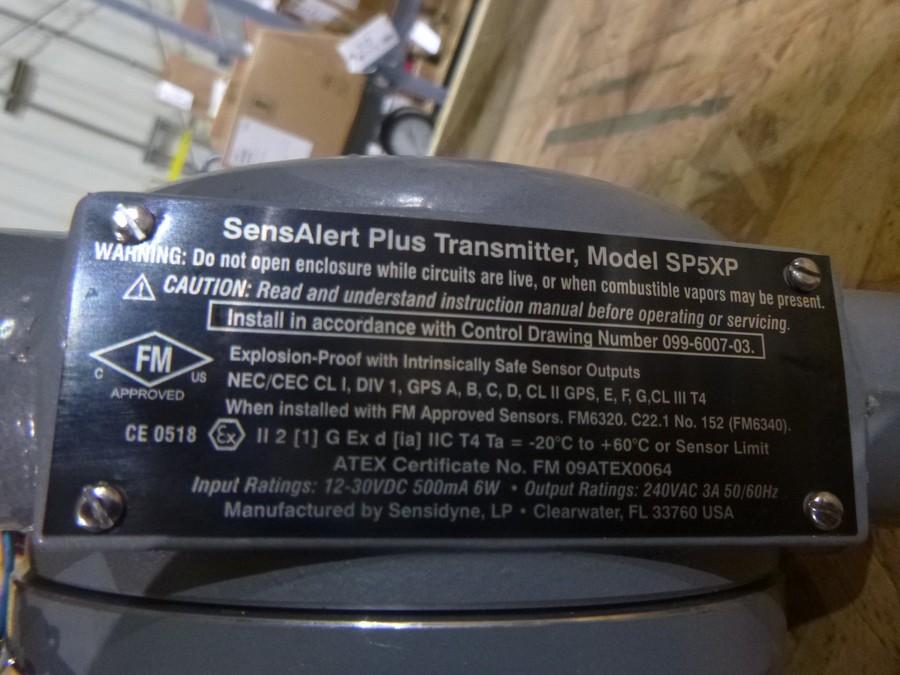 SensAlert Plus Transmitter, Model SP5XP
WARNING: Do not open enclosure while circuits are live, or when combustible vapors may be present.
CAUTION: Read and understand instruction manual before operating or servicing.
Install in accordance with Control Drawing Number 099-6007-03.
C FM US
APPROVED
Explosion-Proof with Intrinsically Safe Sensor Outputs
NEC/CEC CL I, DIV 1, GPS A, B, C, D, CL II GPS, E, F, G,CL III T4
When installed with FM Approved Sensors. FM6320. C22.1 No. 152 (FM6340).
CE 0518 Ex II 2 [1] G Ex d [ia] IIC T4 Ta = -20°C to +60°C or Sensor Limit
ATEX Certificate No. FM 09ATEX0064
Input Ratings: 12-30VDC 500mA 6W • Output Ratings: 240VAC 3A 50/60Hz
Manufactured by Sensidyne, LP • Clearwater, FL 33760 USA